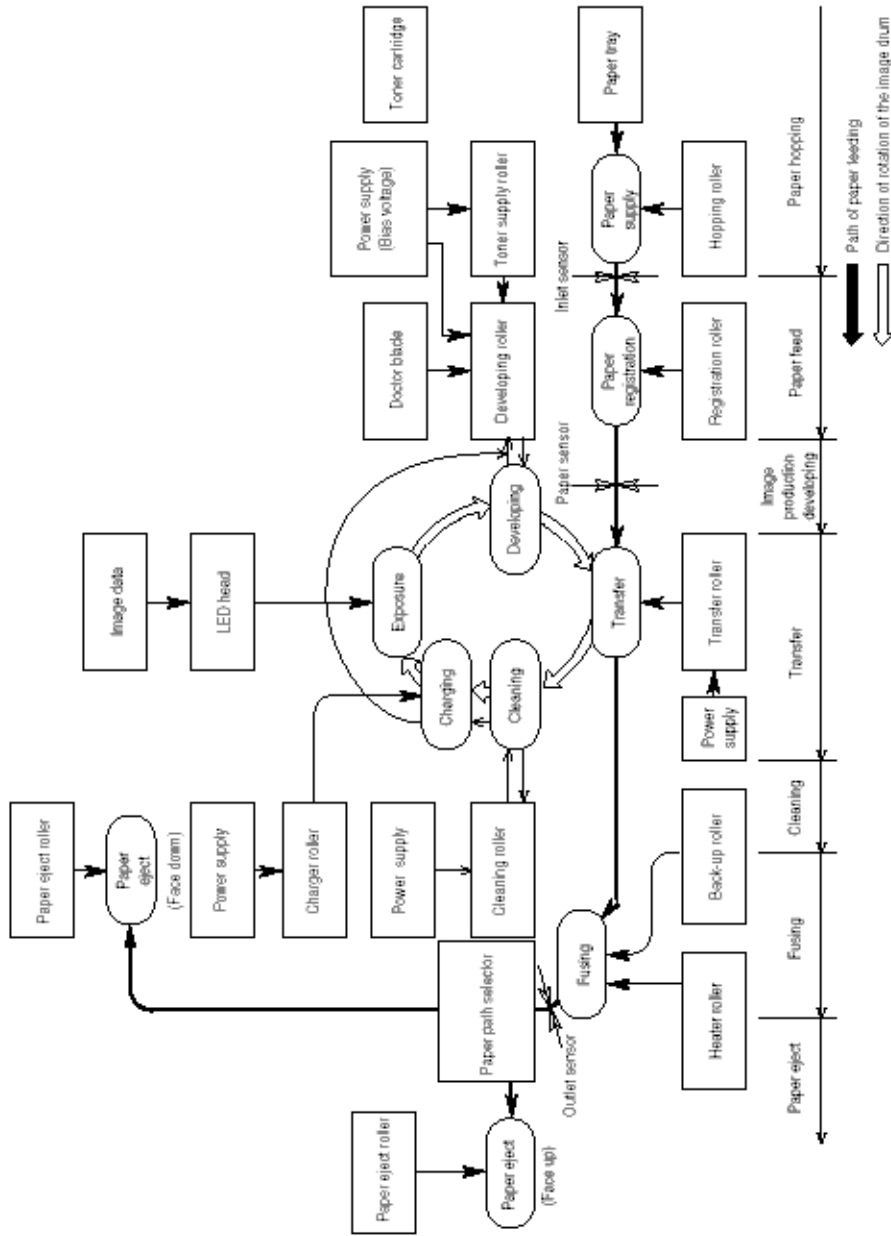 Paper eject roller
Image data
Paper
eject
(Face down)
Power supply
LED head
Charger roller
Paper eject roller
Power supply
Exposure
Doctor blade
Power supply
(Bias voltage)
Toner cartridge
Charging
Paper path selector
Cleaning roller
Cleaning
Developing
Developing roller
Toner supply roller
Paper eject
(Face up)
Outlet sensor
Fusing
Paper sensor
Inlet sensor
Transfer
Paper
registration
Paper
supply
Paper tray
Heater roller
Back-up roller
Power
supply
Transfer roller
Registration roller
Hopping roller
Paper eject
Fusing
Cleaning
Transfer
Image
production
developing
Paper feed
Paper hopping
Path of paper feeding
Direction of rotation of the image drum